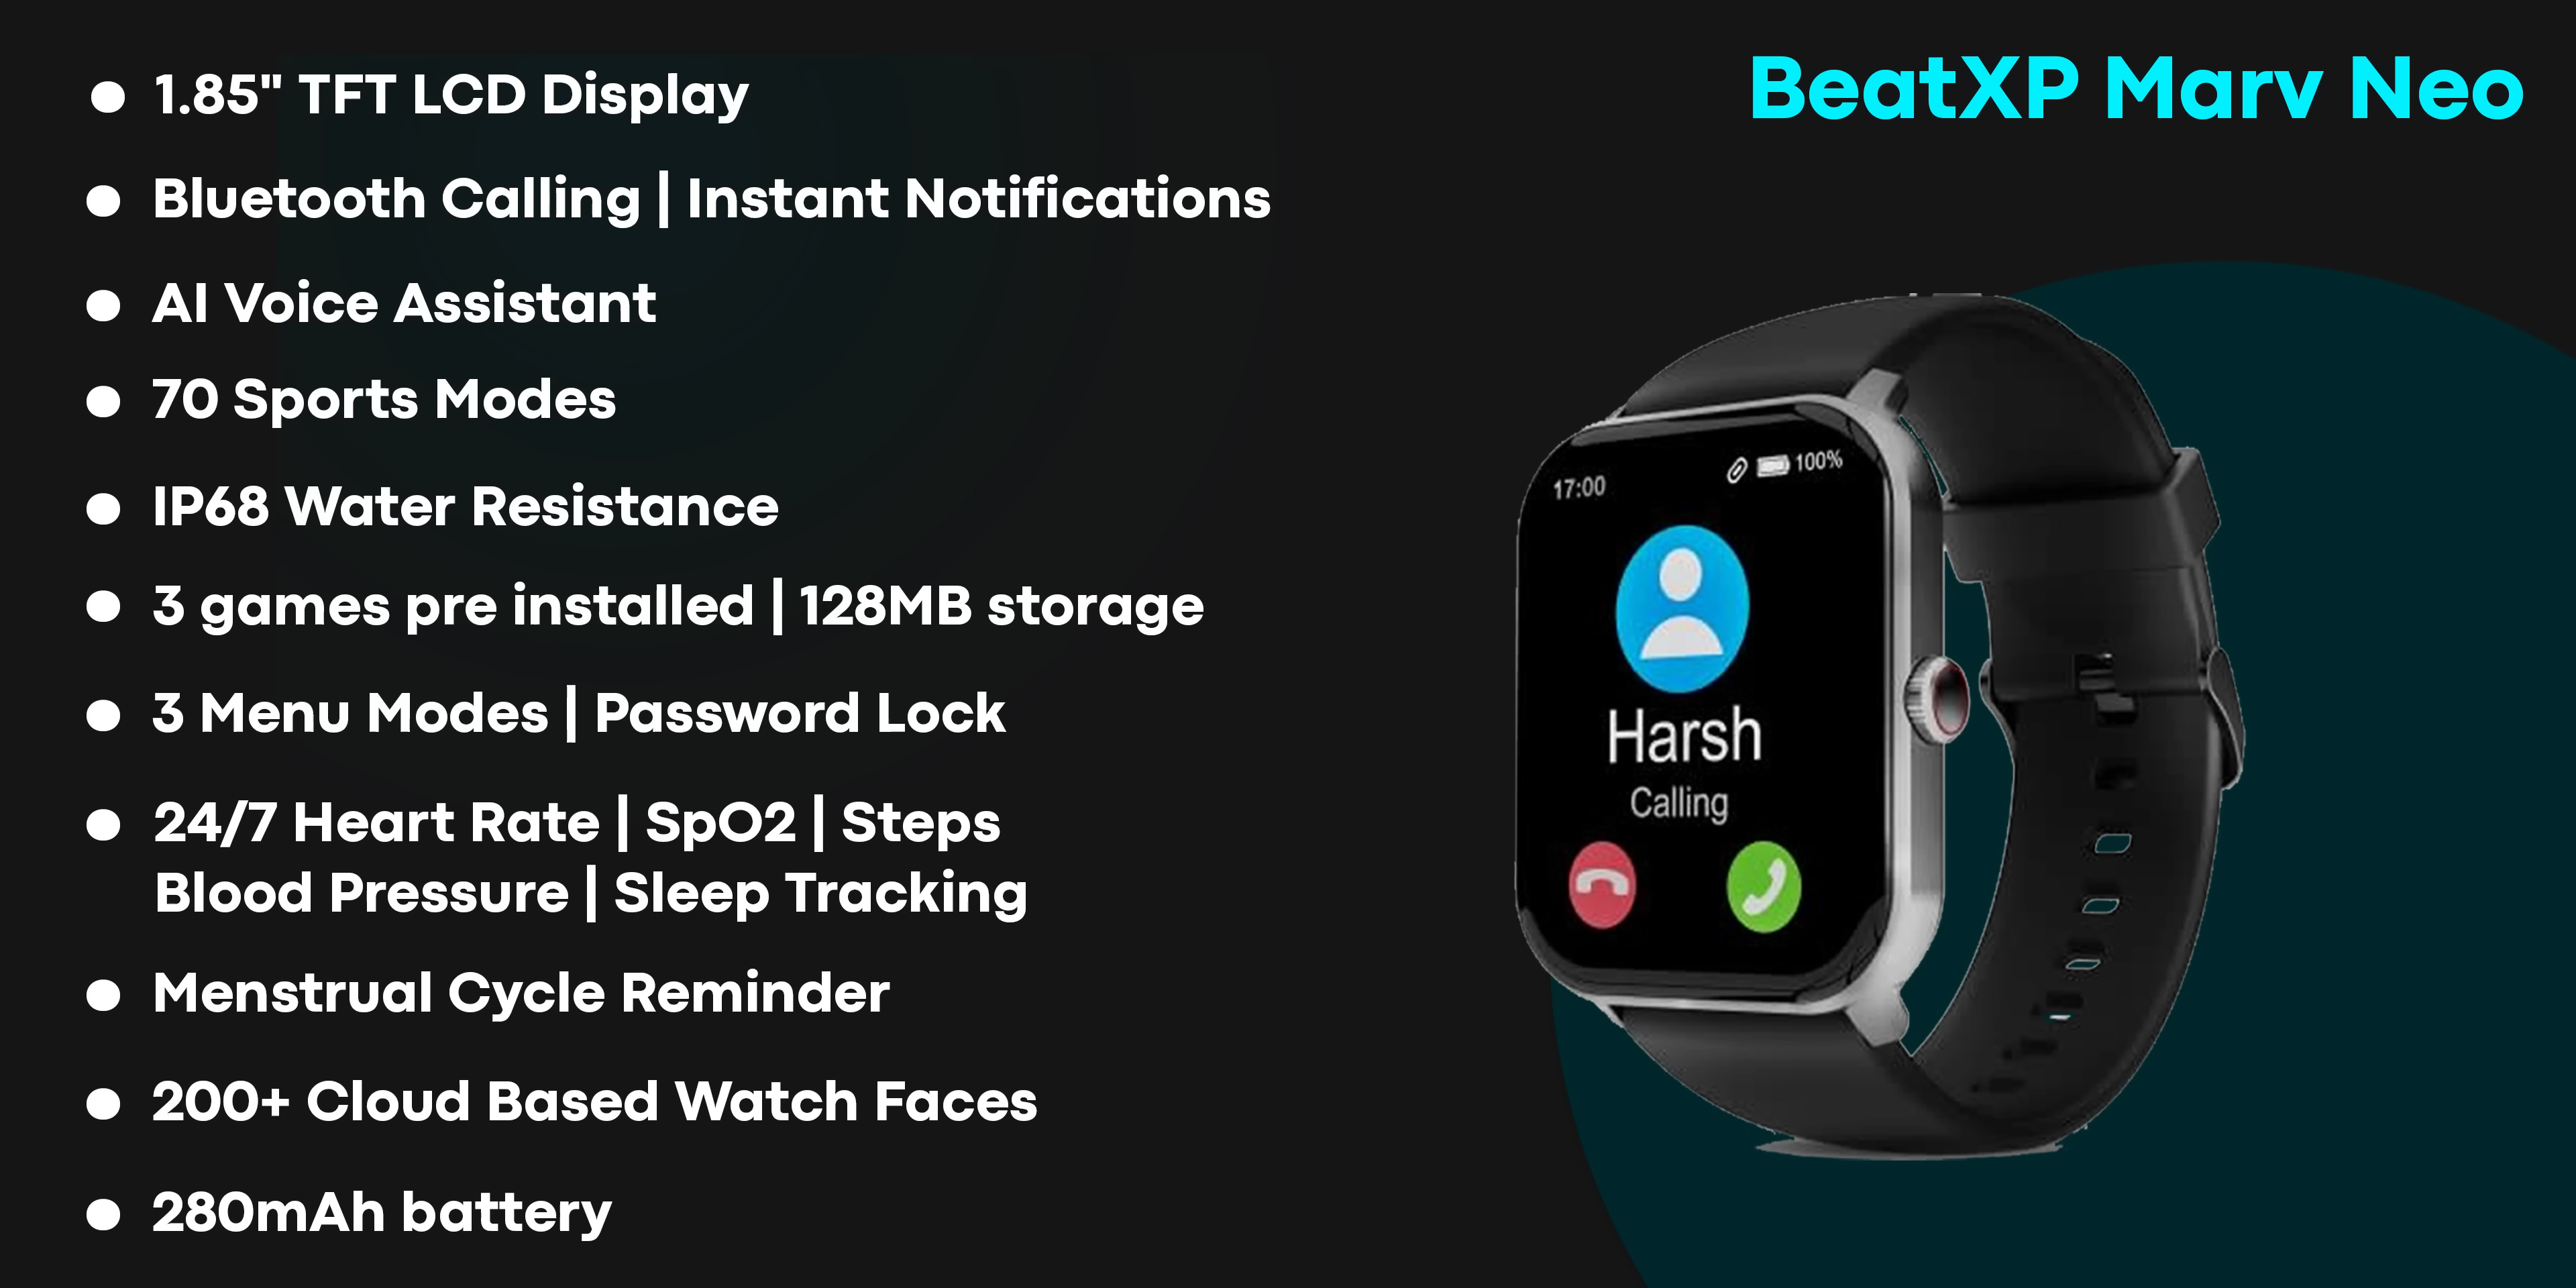 BeatXP Marv Neo
1.85" TFT LCD Display
Bluetooth Calling | Instant Notifications
AI Voice Assistant
70 Sports Modes
IP68 Water Resistance
3 games pre installed | 128MB storage
3 Menu Modes | Password Lock
24/7 Heart Rate | SpO2 | Steps
Blood Pressure | Sleep Tracking
Menstrual Cycle Reminder
200+ Cloud Based Watch Faces
280mAh battery
17:00
100%
Harsh
Calling